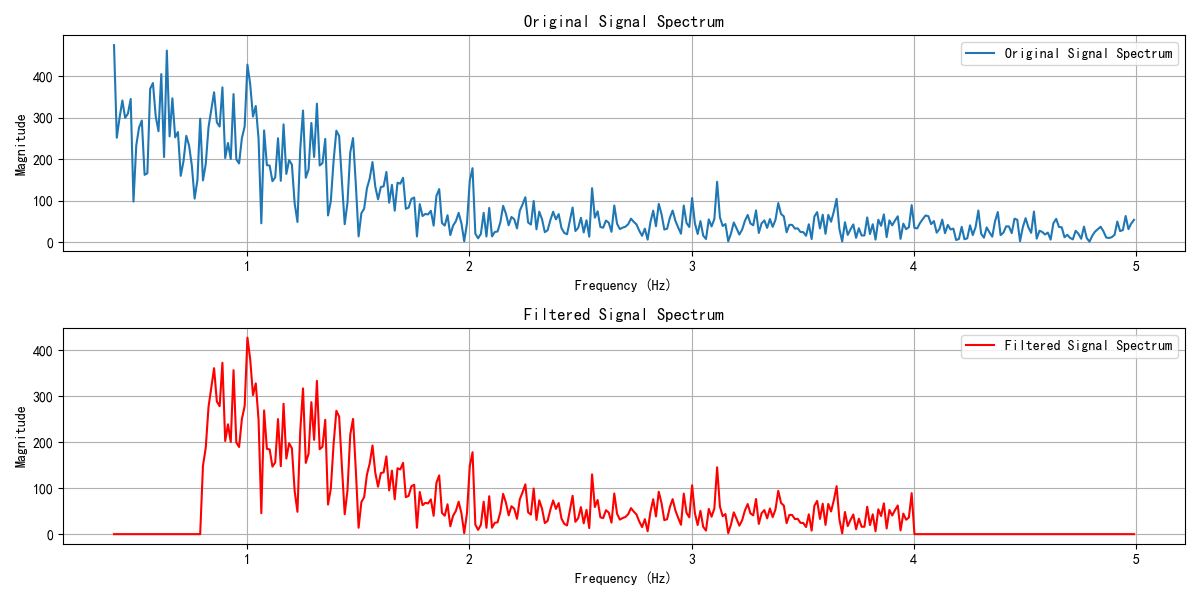 Original Signal Spectrum
Original Signal Spectrum
400
300
200
100
0
Magnitude
1
2
3
4
5
Frequency (Hz)
Filtered Signal Spectrum
Filtered Signal Spectrum
400
300
200
100
0
Magnitude
1
2
3
4
5
Frequency (Hz)